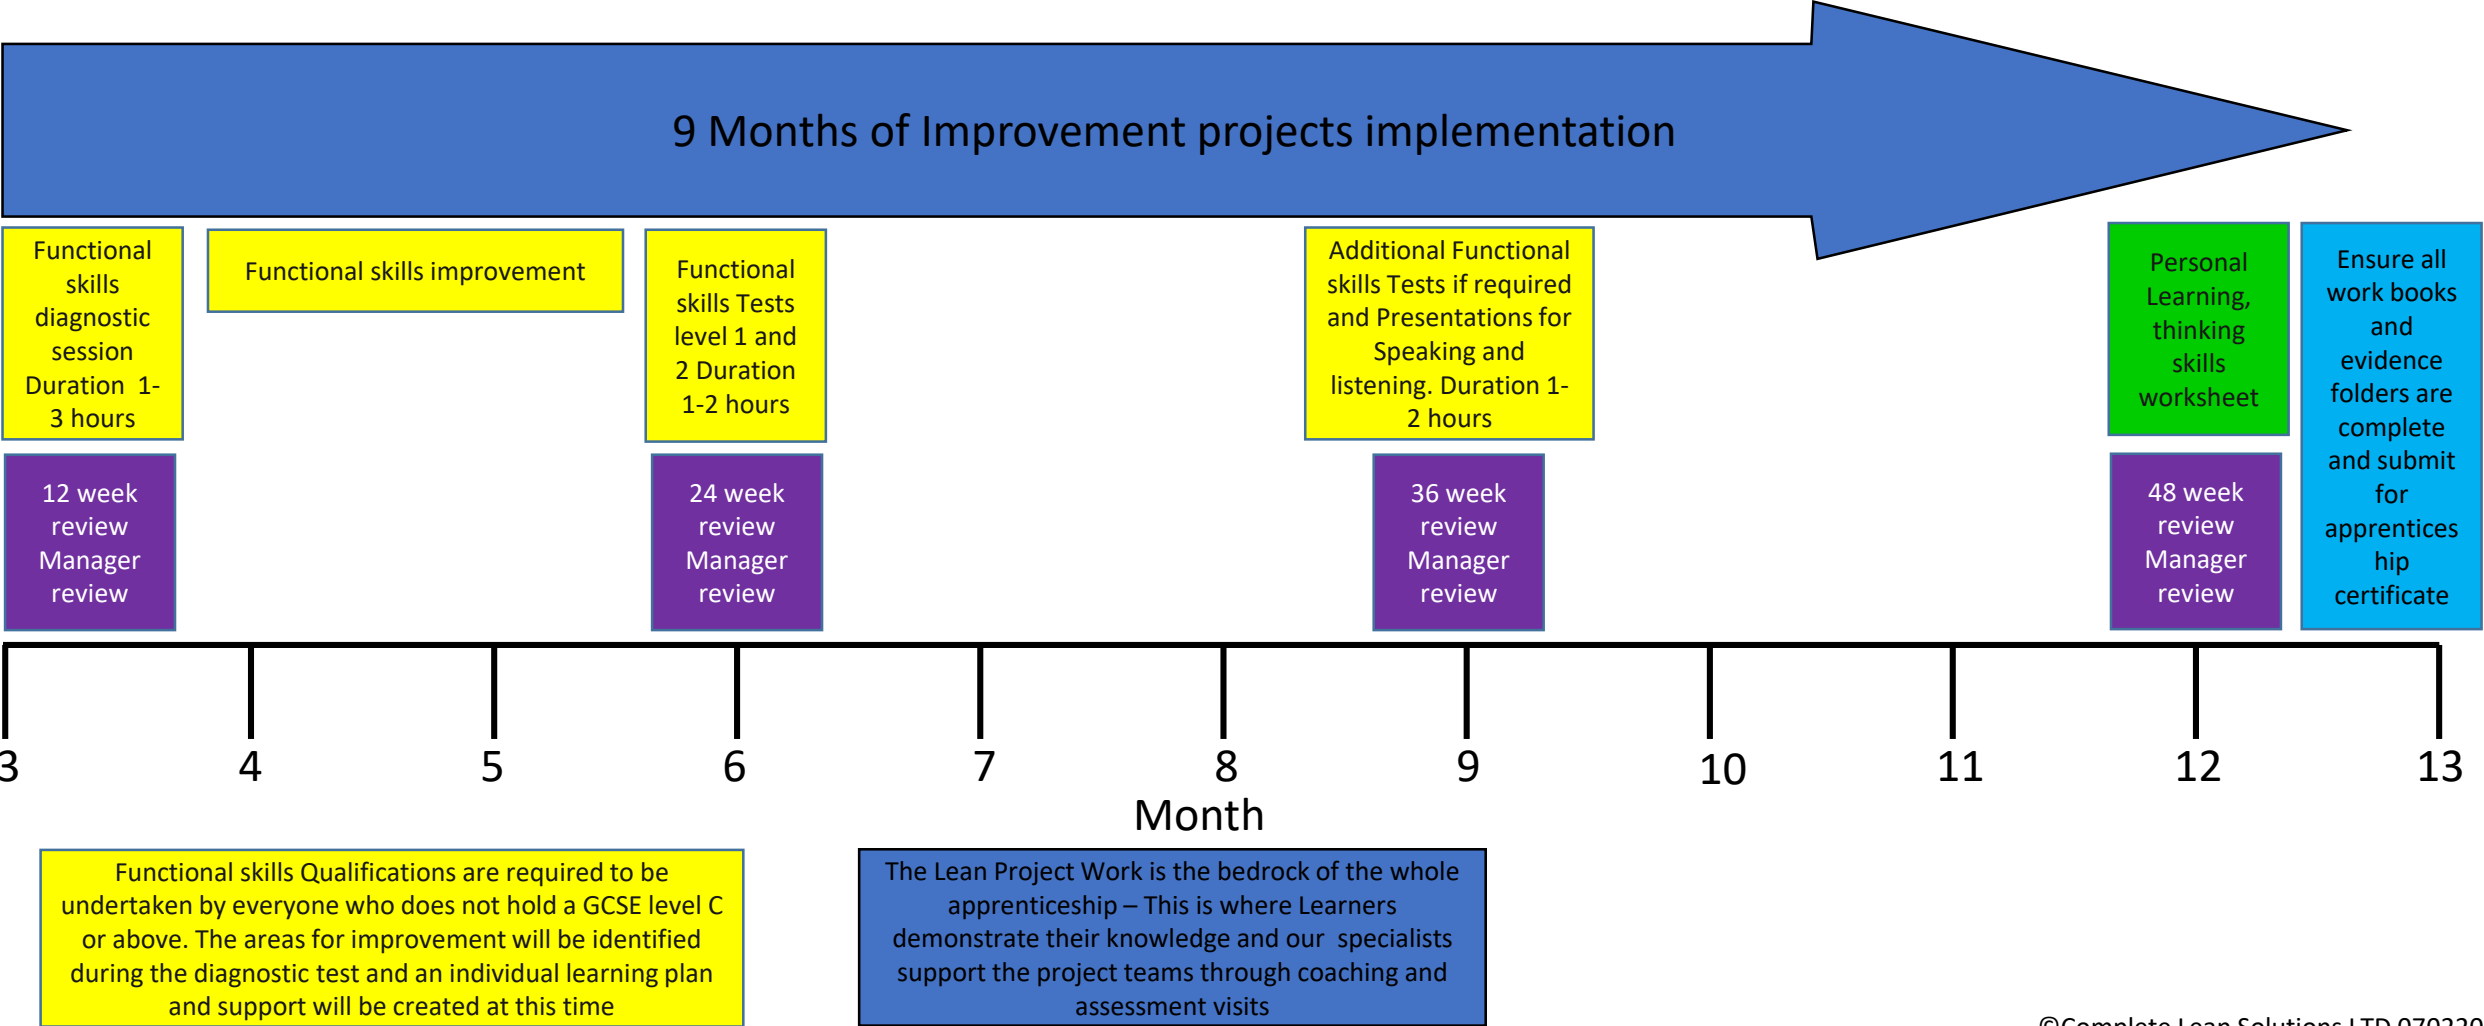 9 Months of Improvement projects implementation
Functional
skills
diagnostic
session
Duration 1-
3 hours
Functional skills improvement
Functional
skills Tests
level 1 and
2 Duration
1-2 hours
Additional Functional
skills Tests if required
and Presentations for
Speaking and
listening. Duration 1-
2 hours
Personal
Learning,
thinking
skills
worksheet
Ensure all
work books
and
evidence
folders are
complete
and submit
for
apprentices
hip
certificate
12 week
review
Manager
review
24 week
review
Manager
review
36 week
review
Manager
review
48 week
review
Manager
review
3 4 5 6 7 8 9 10 11 12 13
Month
Functional skills Qualifications are required to be
undertaken by everyone who does not hold a GCSE level C
or above. The areas for improvement will be identified
during the diagnostic test and an individual learning plan
and support will be created at this time
The Lean Project Work is the bedrock of the whole
apprenticeship – This is where Learners
demonstrate their knowledge and our specialists
support the project teams through coaching and
assessment visits
©Complete Lean Solutions LTD